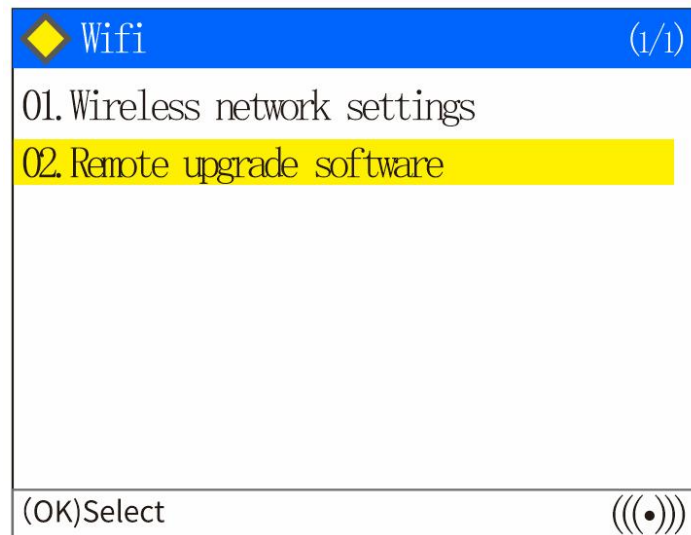 Wifi (1/1)
01.Wireless network settings
02.Remote upgrade software
(OK)Select